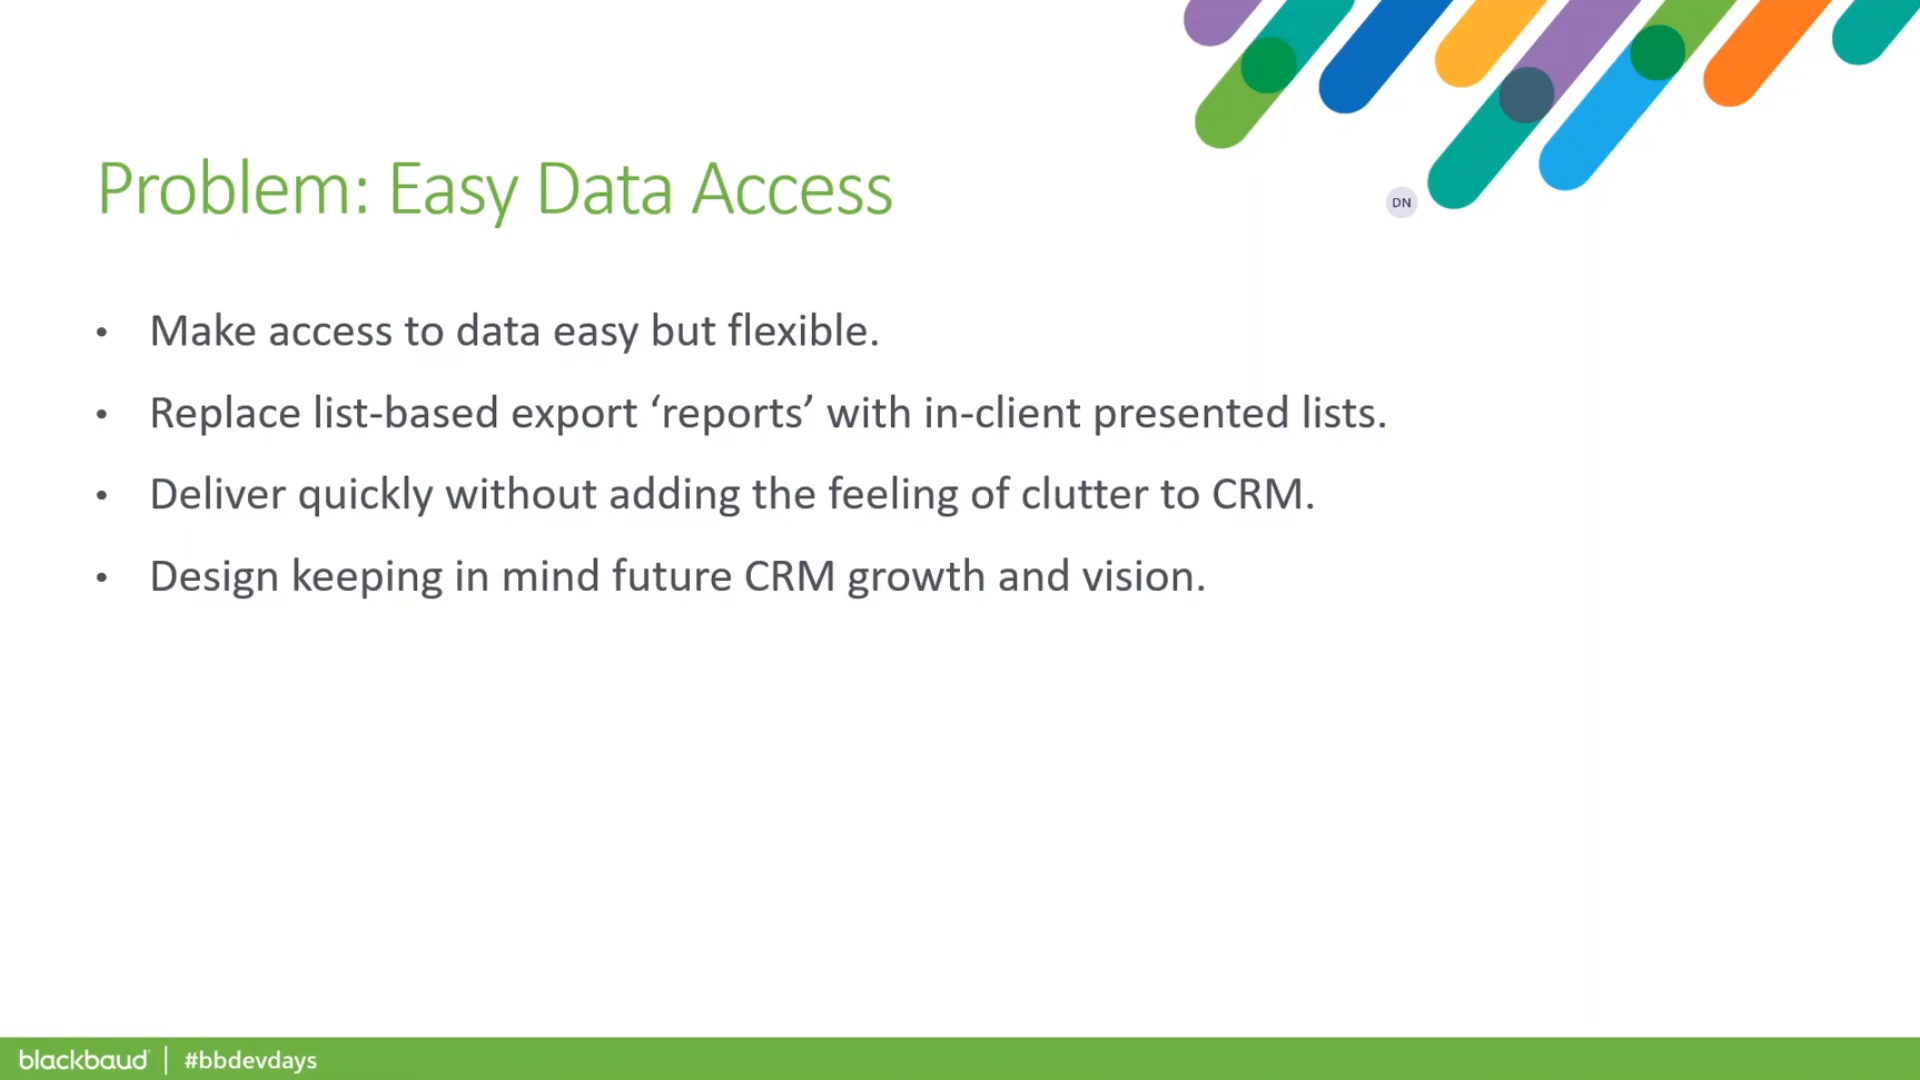 Problem: Easy Data Access
DN
• Make access to data easy but flexible.
• Replace list-based export ‘reports’ with in-client presented lists.
• Deliver quickly without adding the feeling of clutter to CRM.
• Design keeping in mind future CRM growth and vision.
blackbaud | #bbdevdays